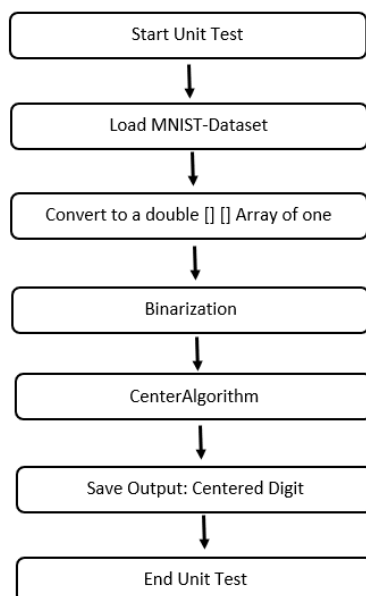 Start Unit Test
Load MNIST-Dataset
Convert to a double [] [] Array of one
Binarization
CenterAlgorithm
Save Output: Centered Digit
End Unit Test